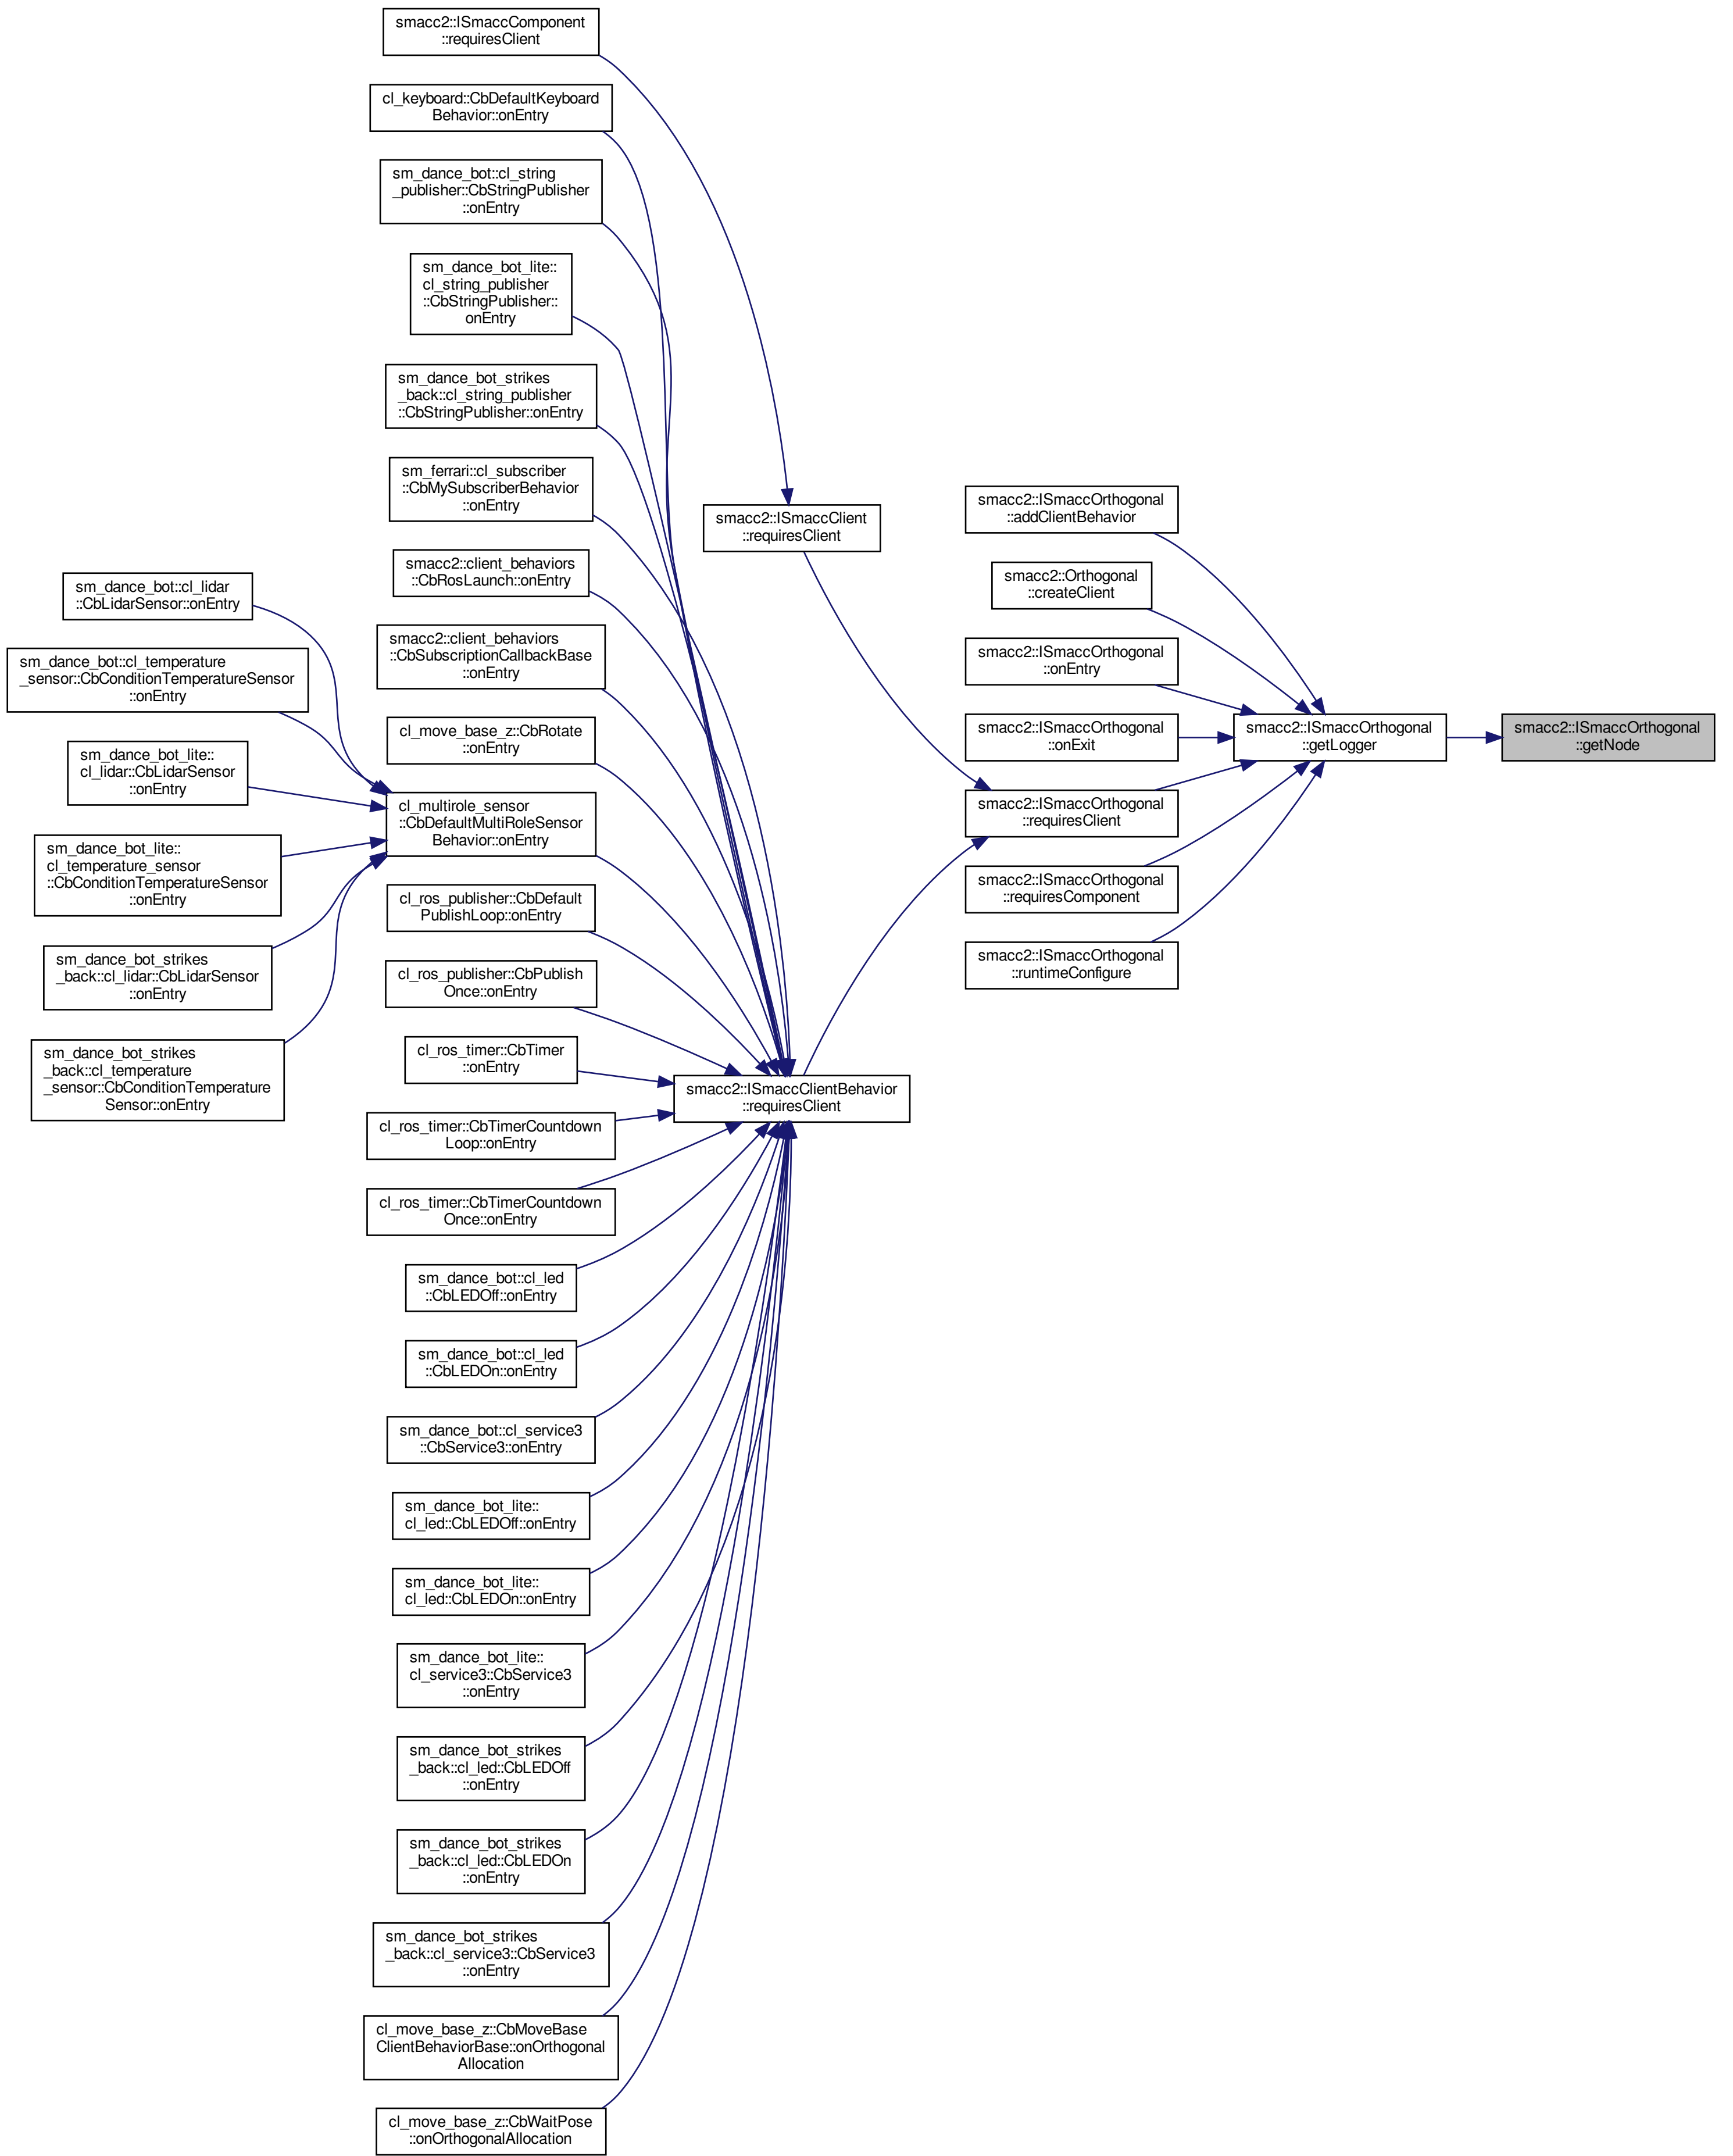 smacc2::ISmaccComponent
::requiresClient
cl_keyboard::CbDefaultKeyboard
Behavior::onEntry
sm_dance_bot::cl_string
_publisher::CbStringPublisher
::onEntry
sm_dance_bot_lite::
cl_string_publisher
::CbStringPublisher::
onEntry
sm_dance_bot_strikes
_back::cl_string_publisher
::CbStringPublisher::onEntry
sm_ferrari::cl_subscriber
::CbMySubscriberBehavior
::onEntry
smacc2::client_behaviors
::CbRosLaunch::onEntry
smacc2::client_behaviors
::CbSubscriptionCallbackBase
::onEntry
cl_move_base_z::CbRotate
::onEntry
cl_multirole_sensor
::CbDefaultMultiRoleSensor
Behavior::onEntry
cl_ros_publisher::CbDefault
PublishLoop::onEntry
cl_ros_publisher::CbPublish
Once::onEntry
cl_ros_timer::CbTimer
::onEntry
cl_ros_timer::CbTimerCountdown
Loop::onEntry
cl_ros_timer::CbTimerCountdown
Once::onEntry
sm_dance_bot::cl_led
::CbLEDOff::onEntry
sm_dance_bot::cl_led
::CbLEDOn::onEntry
sm_dance_bot::cl_service3
::CbService3::onEntry
sm_dance_bot_lite::
cl_led::CbLEDOff::onEntry
sm_dance_bot_lite::
cl_led::CbLEDOn::onEntry
sm_dance_bot_lite::
cl_service3::CbService3
::onEntry
sm_dance_bot_strikes
_back::cl_led::CbLEDOff
::onEntry
sm_dance_bot_strikes
_back::cl_led::CbLEDOn
::onEntry
sm_dance_bot_strikes
_back::cl_service3::CbService3
::onEntry
cl_move_base_z::CbMoveBase
ClientBehaviorBase::onOrthogonal
Allocation
cl_move_base_z::CbWaitPose
::onOrthogonalAllocation
sm_dance_bot::cl_lidar
::CbLidarSensor::onEntry
sm_dance_bot::cl_temperature
_sensor::CbConditionTemperatureSensor
::onEntry
sm_dance_bot_lite::
cl_lidar::CbLidarSensor
::onEntry
sm_dance_bot_lite::
cl_temperature_sensor
::CbConditionTemperatureSensor
::onEntry
sm_dance_bot_strikes
_back::cl_lidar::CbLidarSensor
::onEntry
sm_dance_bot_strikes
_back::cl_temperature
_sensor::CbConditionTemperature
Sensor::onEntry
smacc2::ISmaccClient
::requiresClient
smacc2::ISmaccClientBehavior
::requiresClient
smacc2::ISmaccOrthogonal
::addClientBehavior
smacc2::Orthogonal
::createClient
smacc2::ISmaccOrthogonal
::onEntry
smacc2::ISmaccOrthogonal
::onExit
smacc2::ISmaccOrthogonal
::requiresClient
smacc2::ISmaccOrthogonal
::requiresComponent
smacc2::ISmaccOrthogonal
::runtimeConfigure
smacc2::ISmaccOrthogonal
::getLogger
smacc2::ISmaccOrthogonal
::getNode